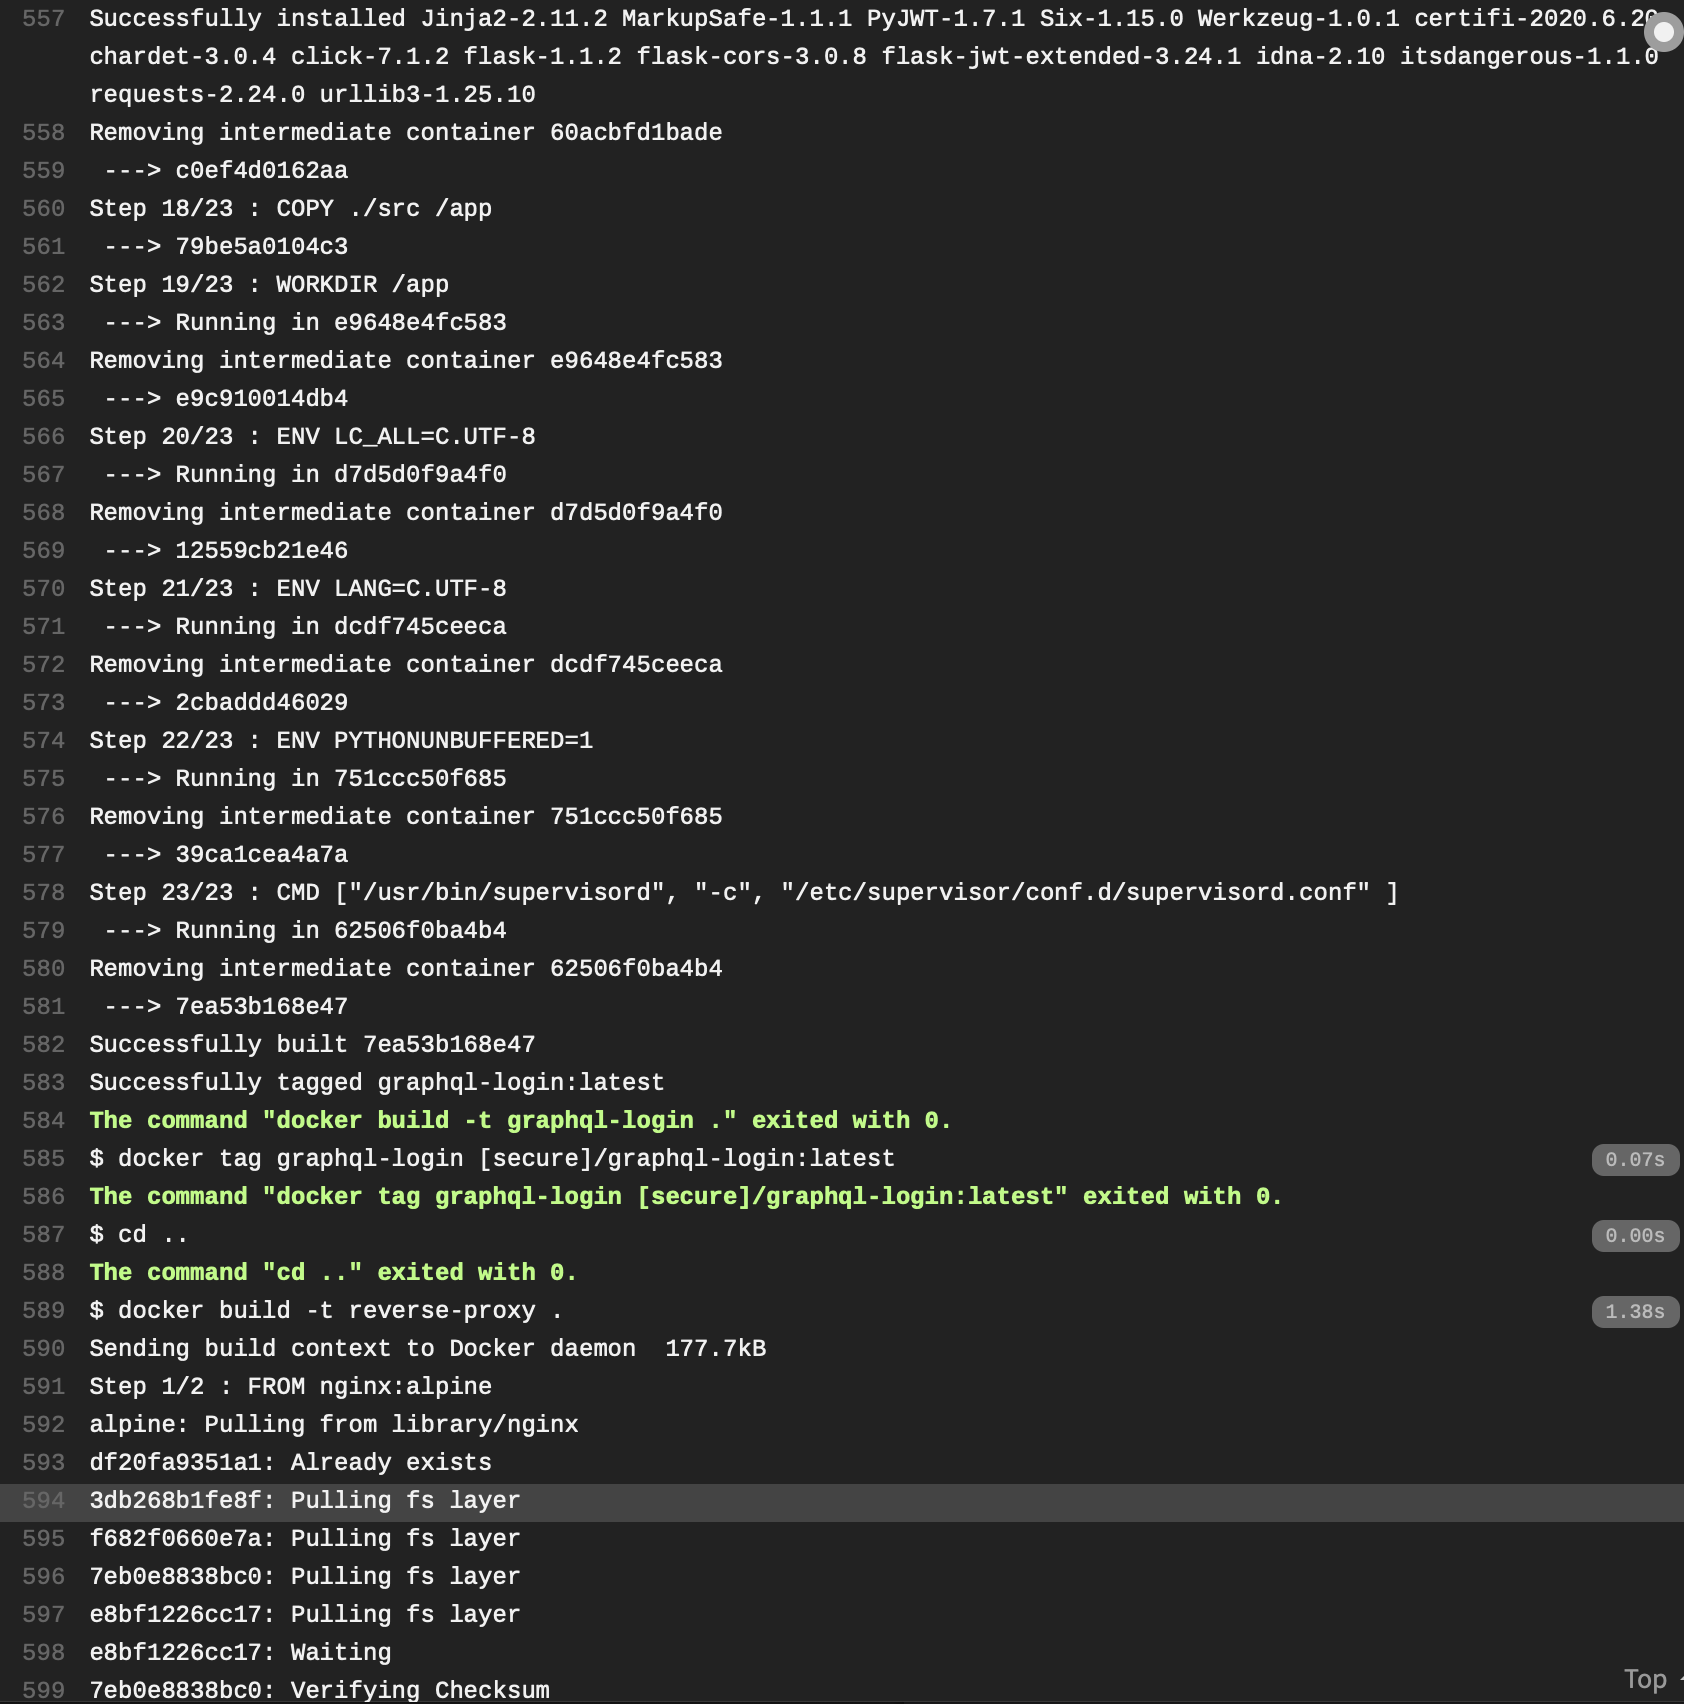 557 Successfully installed Jinja2-2.11.2 MarkupSafe-1.1.1 PyJWT-1.7.1 Six-1.15.0 Werkzeug-1.0.1
chardet-3.0.4 click-7.1.2 flask-1.1.2 flask-cors-3.0.8 flask-jwt-extended-3.24.1 idna-2.10 itsdangerous-1.1.0
requests-2.24.0 urllib3-1.25.10
558 Removing intermediate container 60acbfd1bade
559 ---> c0ef4d0162aa
560 Step 18/23 : COPY ./src /app
561 ---> 79be5a0104c3
562 Step 19/23 : WORKDIR /app
563 ---> Running in e9648e4fc583
564 Removing intermediate container e9648e4fc583
565 ---> e9c910014db4
566 Step 20/23 : ENV LC_ALL=C.UTF-8
567 ---> Running in d7d5d0f9a4f0
568 Removing intermediate container d7d5d0f9a4f0
569 ---> 12559cb21e46
570 Step 21/23 : ENV LANG=C.UTF-8
571 ---> Running in dcdf745ceeca
572 Removing intermediate container dcdf745ceeca
573 ---> 2cbaddd46029
574 Step 22/23 : ENV PYTHONUNBUFFERED=1
575 ---> Running in 751ccc50f685
576 Removing intermediate container 751ccc50f685
577 ---> 39ca1cea4a7a
578 Step 23/23 : CMD ["/usr/bin/supervisord", "-c", "/etc/supervisor/conf.d/supervisord.conf" ]
579 ---> Running in 62506f0ba4b4
580 Removing intermediate container 62506f0ba4b4
581 ---> 7ea53b168e47
582 Successfully built 7ea53b168e47
583 Successfully tagged graphql-login:latest
584 The command "docker build -t graphql-login ." exited with 0.
585 $ docker tag graphql-login [secure]/graphql-login:latest 0.07s
586 The command "docker tag graphql-login [secure]/graphql-login:latest" exited with 0.
587 $ cd .. 0.00s
588 The command "cd .." exited with 0.
589 $ docker build -t reverse-proxy . 1.38s
590 Sending build context to Docker daemon 177.7kB
591 Step 1/2 : FROM nginx:alpine
592 alpine: Pulling from library/nginx
593 df20fa9351a1: Already exists
594 3db268b1fe8f: Pulling fs layer
595 f682f0660e7a: Pulling fs layer
596 7eb0e8838bc0: Pulling fs layer
597 e8bf1226cc17: Pulling fs layer
598 e8bf1226cc17: Waiting
599 7eb0e8838bc0: Verifying Checksum
Top